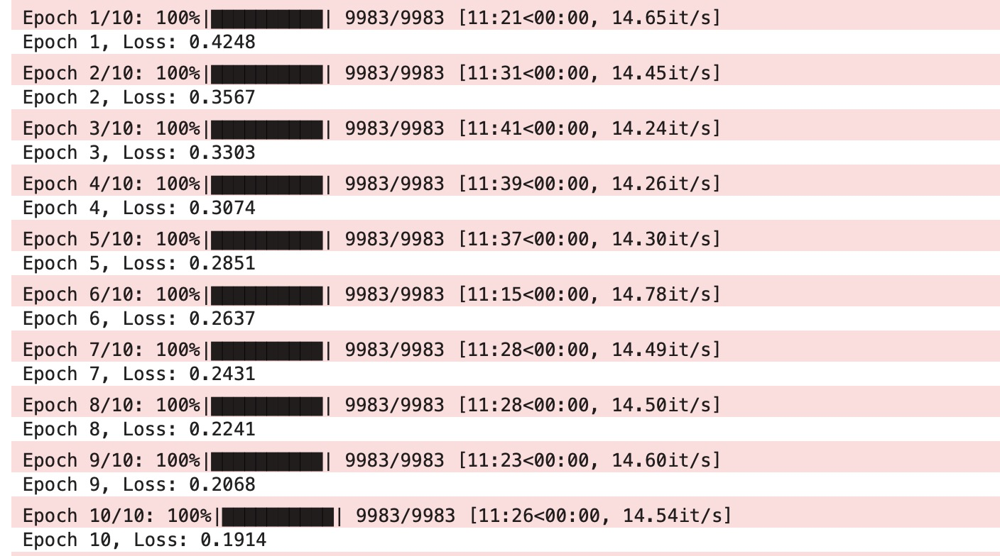 Epoch 1/10: 100%|██████████| 9983/9983 [11:21<00:00, 14.65it/s]
Epoch 1, Loss: 0.4248
Epoch 2/10: 100%|██████████| 9983/9983 [11:31<00:00, 14.45it/s]
Epoch 2, Loss: 0.3567
Epoch 3/10: 100%|██████████| 9983/9983 [11:41<00:00, 14.24it/s]
Epoch 3, Loss: 0.3303
Epoch 4/10: 100%|██████████| 9983/9983 [11:39<00:00, 14.26it/s]
Epoch 4, Loss: 0.3074
Epoch 5/10: 100%|██████████| 9983/9983 [11:37<00:00, 14.30it/s]
Epoch 5, Loss: 0.2851
Epoch 6/10: 100%|██████████| 9983/9983 [11:15<00:00, 14.78it/s]
Epoch 6, Loss: 0.2637
Epoch 7/10: 100%|██████████| 9983/9983 [11:28<00:00, 14.49it/s]
Epoch 7, Loss: 0.2431
Epoch 8/10: 100%|██████████| 9983/9983 [11:28<00:00, 14.50it/s]
Epoch 8, Loss: 0.2241
Epoch 9/10: 100%|██████████| 9983/9983 [11:23<00:00, 14.60it/s]
Epoch 9, Loss: 0.2068
Epoch 10/10: 100%|██████████| 9983/9983 [11:26<00:00, 14.54it/s]
Epoch 10, Loss: 0.1914